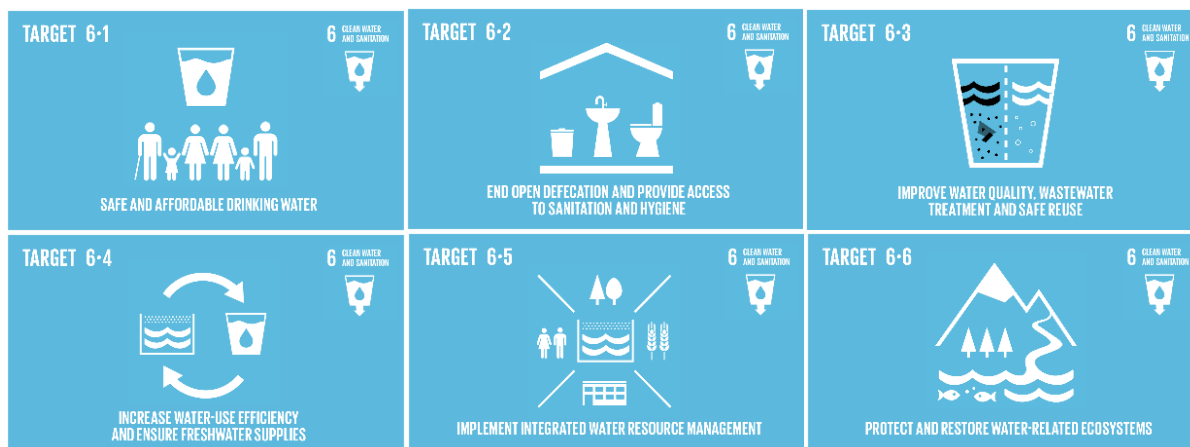 TARGET 6·1
6 CLEAN WATER
AND SANITATION
SAFE AND AFFORDABLE DRINKING WATER
TARGET 6·2
6 CLEAN WATER
AND SANITATION
END OPEN DEFECATION AND PROVIDE ACCESS
TO SANITATION AND HYGIENE
TARGET 6·3
6 CLEAN WATER
AND SANITATION
IMPROVE WATER QUALITY, WASTEWATER
TREATMENT AND SAFE REUSE
TARGET 6·4
6 CLEAN WATER
AND SANITATION
INCREASE WATER-USE EFFICIENCY
AND ENSURE FRESHWATER SUPPLIES
TARGET 6·5
6 CLEAN WATER
AND SANITATION
IMPLEMENT INTEGRATED WATER RESOURCE MANAGEMENT
TARGET 6·6
6 CLEAN WATER
AND SANITATION
PROTECT AND RESTORE WATER-RELATED ECOSYSTEMS